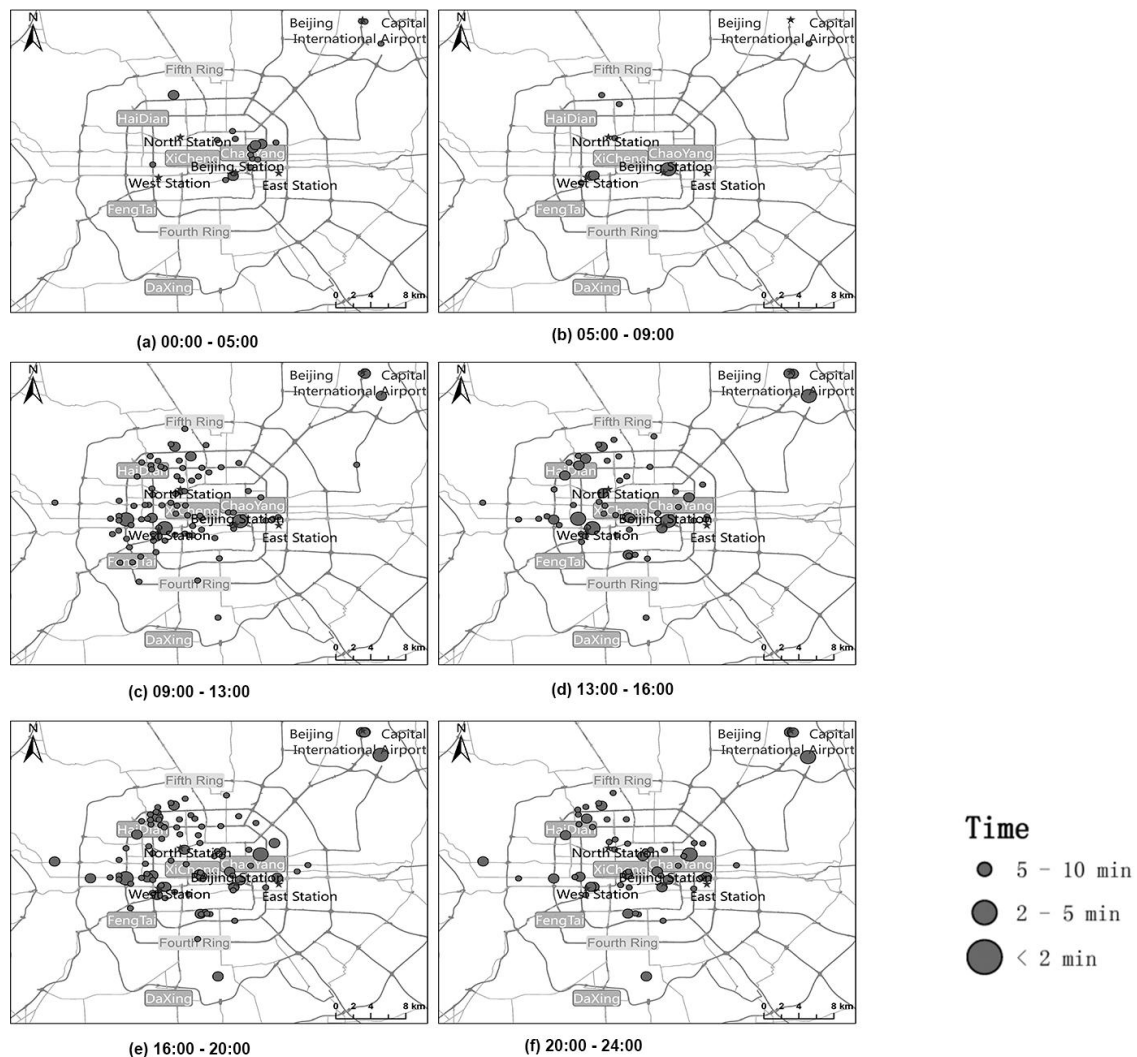 N
Beijing Capital
International Airport
Fifth Ring
HaiDian
North Station
XiCheng
ChaoYang
Beijing Station
West Station
East Station
FengTai
Fourth Ring
DaXing
0 2 4 8 km
(a) 00:00 - 05:00
N
Beijing Capital
International Airport
Fifth Ring
HaiDian
North Station
XiCheng
ChaoYang
Beijing Station
West Station
East Station
FengTai
Fourth Ring
DaXing
0 2 4 8 km
(b) 05:00 - 09:00
N
Beijing Capital
International Airport
Fifth Ring
HaiDian
North Station
XiCheng
ChaoYang
Beijing Station
West Station
East Station
FengTai
Fourth Ring
DaXing
0 2 4 8 km
(c) 09:00 - 13:00
N
Beijing Capital
International Airport
Fifth Ring
HaiDian
North Station
XiCheng
ChaoYang
Beijing Station
West Station
East Station
FengTai
Fourth Ring
DaXing
0 2 4 8 km
(d) 13:00 - 16:00
N
Beijing Capital
International Airport
Fifth Ring
HaiDian
North Station
XiCheng
ChaoYang
Beijing Station
West Station
East Station
FengTai
Fourth Ring
DaXing
0 2 4 8 km
(e) 16:00 - 20:00
N
Beijing Capital
International Airport
Fifth Ring
HaiDian
North Station
XiCheng
ChaoYang
Beijing Station
West Station
East Station
FengTai
Fourth Ring
DaXing
0 2 4 8 km
(f) 20:00 - 24:00
Time
5 - 10 min
2 - 5 min
< 2 min